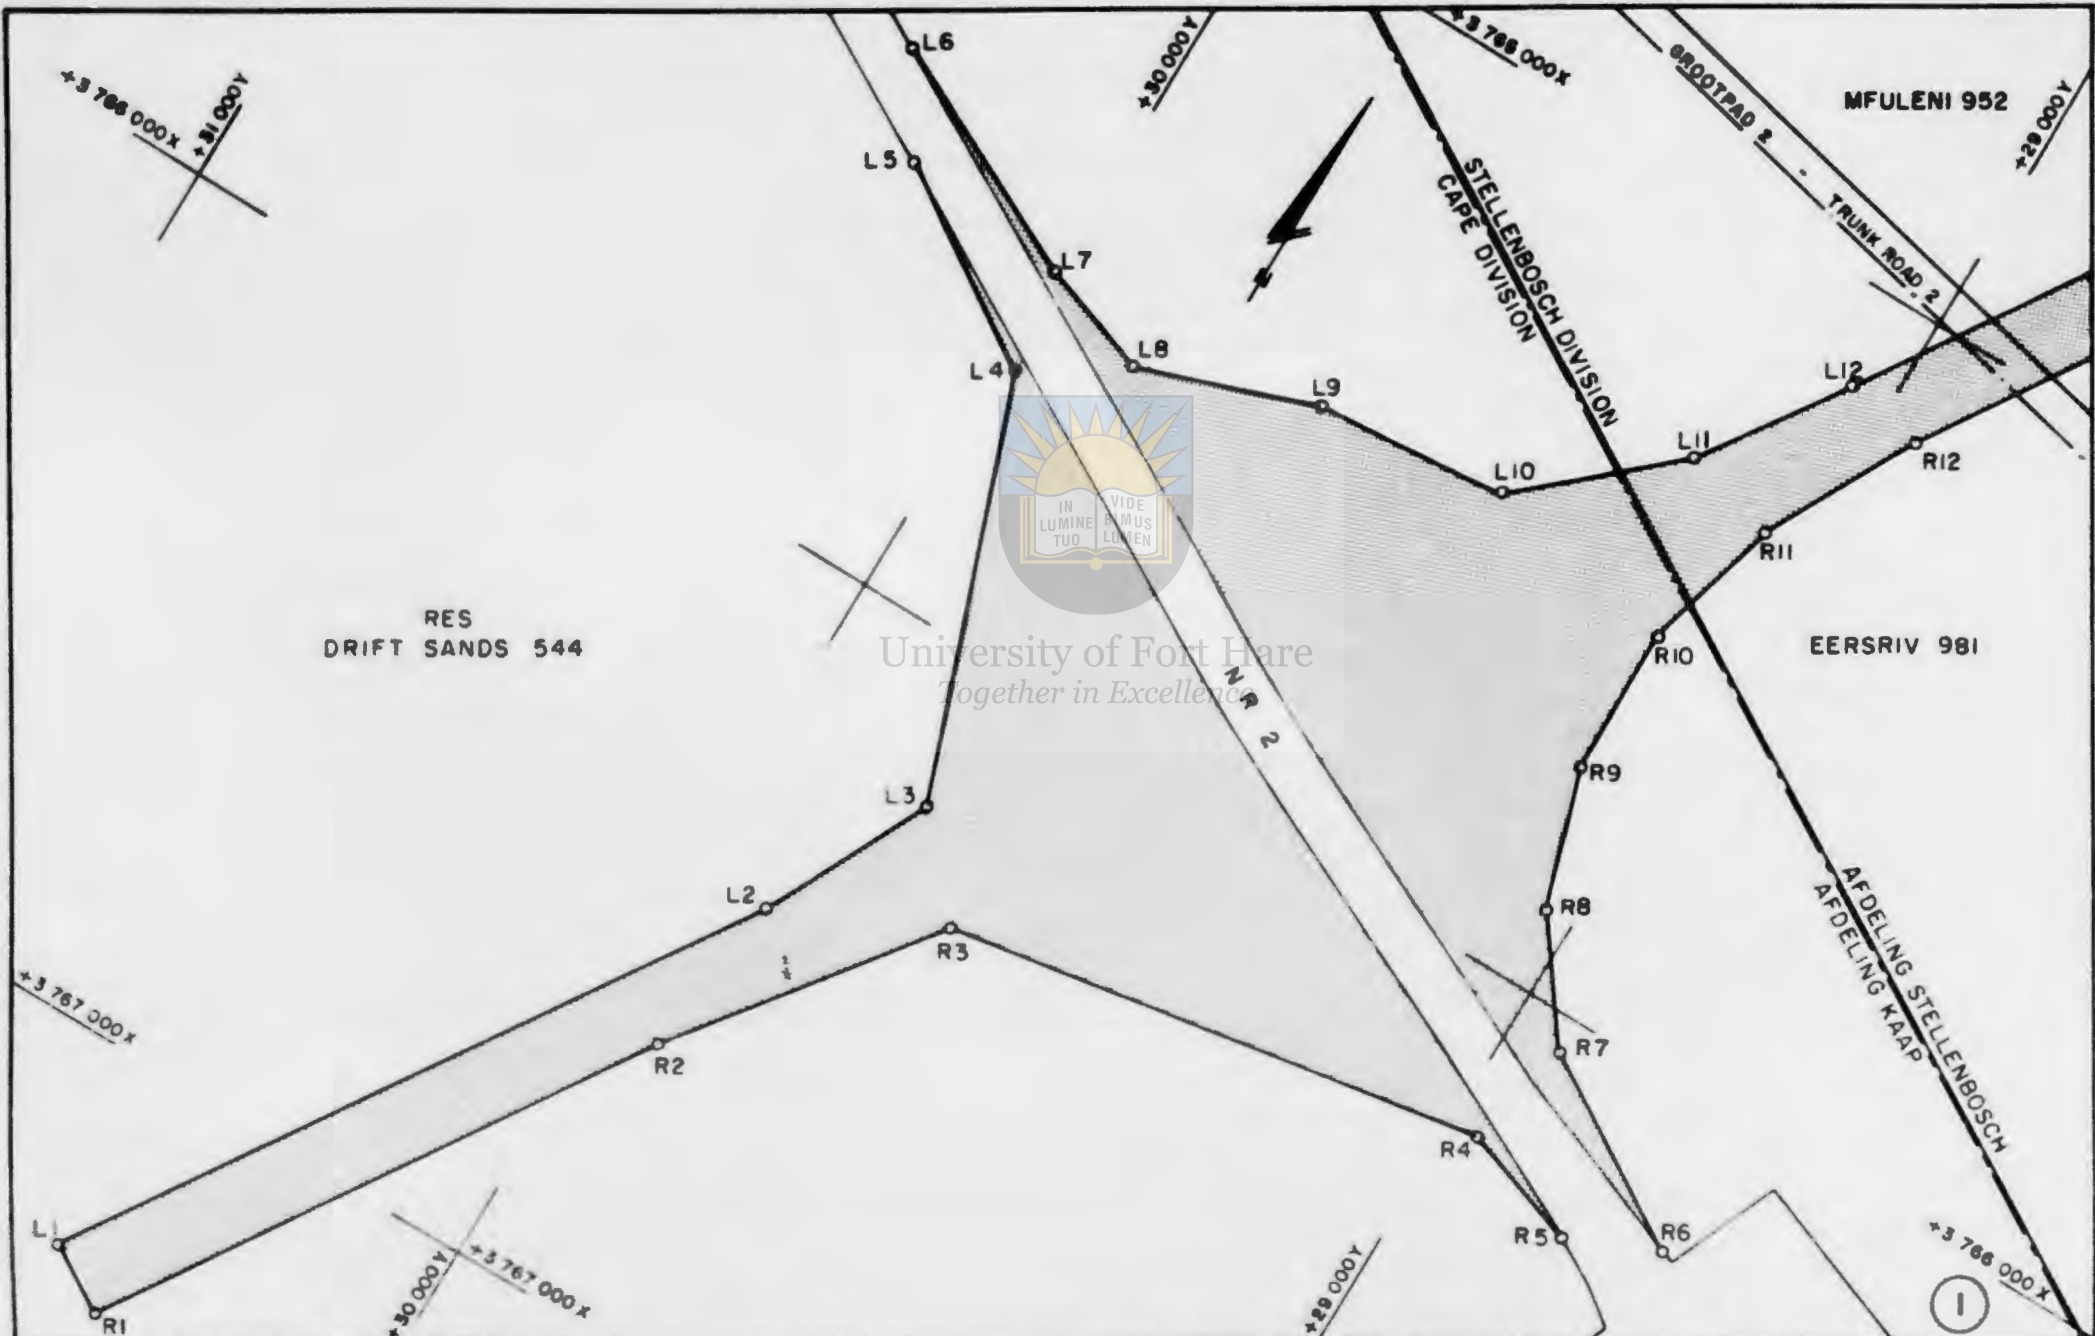 L6
+30 000Y
+3 766 000X
GROOTPAD 2 - TRUNK ROAD 2
MFULENI 952
+29 000Y
+3 766 000X
+31 000Y
L5
N
STELLENBOSCH DIVISION
CAPE DIVISION
L7
L8
L4
L9
L12
L11
L10
R12
R11
IN
LUMINE
TUO
VIDE
BIMUS
LUMEN
RES
DRIFT SANDS 544
University of Fort Hare
Together in Excellence
NR 2
R10
EERSRIV 981
R9
L3
L2
R8
R3
AFDELING STELLENBOSCH
AFDELING KAAP
+3 767 000X
R2
R7
R4
L1
R5
R6
+30 000Y
+3 767 000X
+29 000Y
+3 766 000X
1
R1